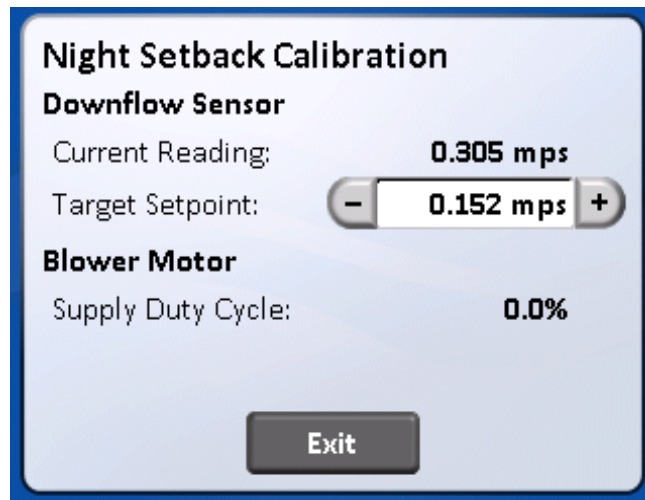 Night Setback Calibration
Downflow Sensor
Current Reading: 0.305 mps
Target Setpoint: - 0.152 mps +
Blower Motor
Supply Duty Cycle: 0.0%
Exit